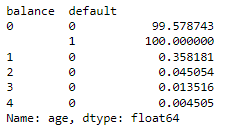 balance  default
0        0           99.578743
         1          100.000000
1        0            0.358181
2        0            0.045054
3        0            0.013516
4        0            0.004505
Name: age, dtype: float64